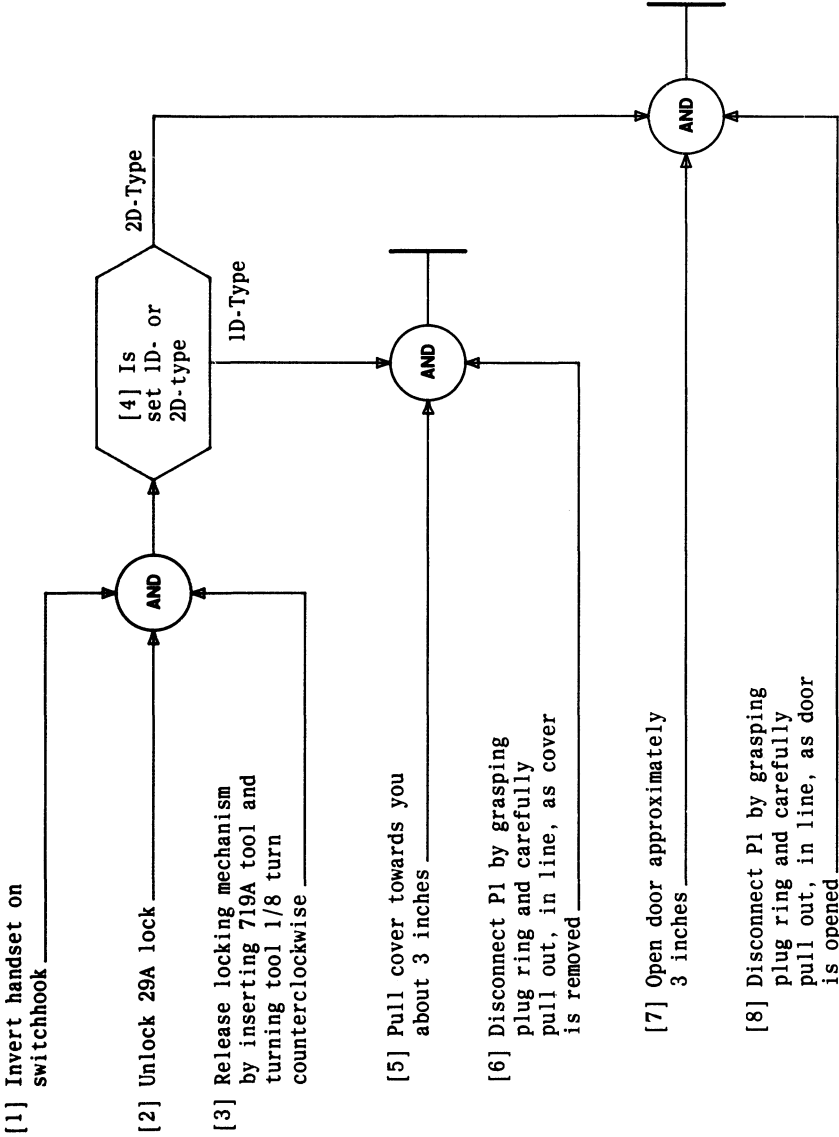 [1] Invert handset on
switchhook
[2] Unlock 29A lock
[3] Release locking mechanism
by inserting 719A tool and
turning tool 1/8 turn
counterclockwise
AND
[4] Is
set 1D- or
2D-type
2D-Type
1D-Type
[5] Pull cover towards you
about 3 inches
[6] Disconnect P1 by grasping
plug ring and carefully
pull out, in line, as cover
is removed
AND
[7] Open door approximately
3 inches
[8] Disconnect P1 by grasping
plug ring and carefully
pull out, in line, as door
is opened
AND